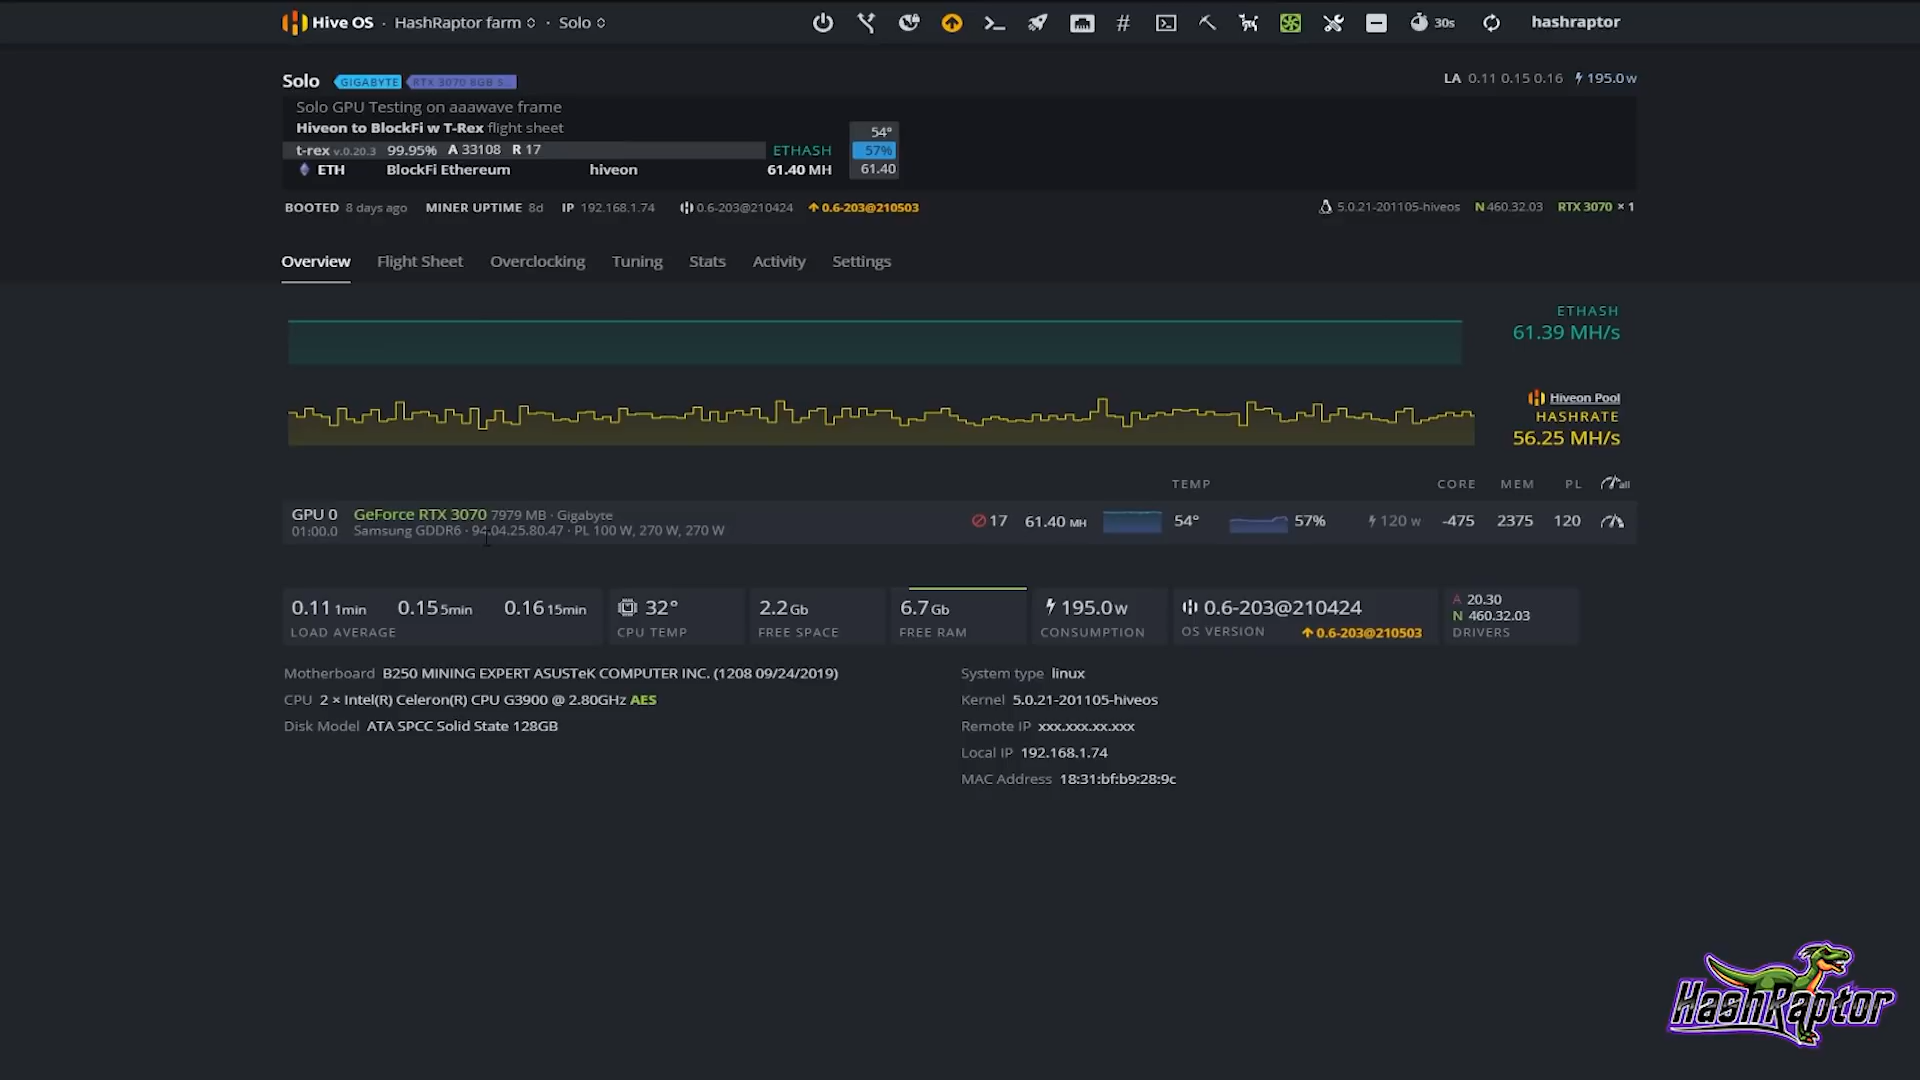 Hive OS · HashRaptor farm · Solo
30s
hashraptor
Solo GIGABYTE RTX 3070 8GB S...
LA 0.11 0.15 0.16 195.0 w
Solo GPU Testing on aaawave frame
Hiveon to BlockFi w T-Rex flight sheet
54°
t-rex v.0.20.3 99.95% A 33108 R 17 ETHASH 57%
ETH BlockFi Ethereum hiveon 61.40 MH 61.40
BOOTED 8 days ago MINER UPTIME 8d IP 192.168.1.74 0.6-203@210424 0.6-203@210503 5.0.21-201105-hiveos N 460.32.03 RTX 3070 × 1
Overview Flight Sheet Overclocking Tuning Stats Activity Settings
ETHASH
61.39 MH/s
Hiveon Pool
HASHRATE
56.25 MH/s
TEMP CORE MEM PL all
GPU 0 GeForce RTX 3070 7979 MB · Gigabyte 17 61.40 MH 54° 57% 120 W -475 2375 120
01:00.0 Samsung GDDR6 · 94.04.25.80.47 · PL 100 W, 270 W, 270 W
0.11 1min 0.15 5min 0.16 15min
LOAD AVERAGE
32°
CPU TEMP
2.2 Gb
FREE SPACE
6.7 Gb
FREE RAM
195.0 w
CONSUMPTION
0.6-203@210424
OS VERSION 0.6-203@210503
A 20.30
N 460.32.03
DRIVERS
Motherboard B250 MINING EXPERT ASUSTeK COMPUTER INC. (1208 09/24/2019)
CPU 2 × Intel(R) Celeron(R) CPU G3900 @ 2.80GHz AES
Disk Model ATA SPCC Solid State 128GB
System type linux
Kernel 5.0.21-201105-hiveos
Remote IP xxx.xxx.xx.xxx
Local IP 192.168.1.74
MAC Address 18:31:bf:b9:28:9c
HashRaptor